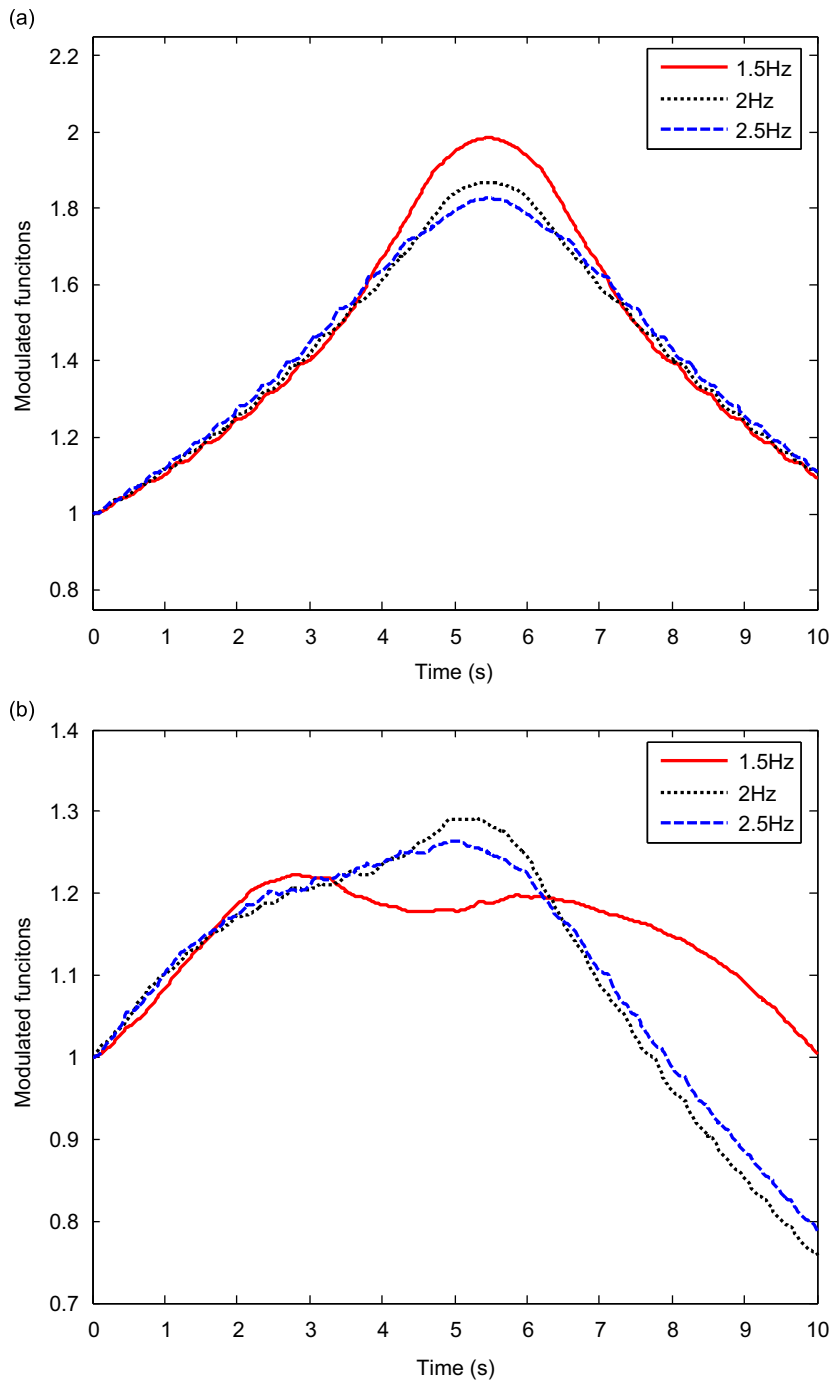 (a)
2.2
2
1.8
1.6
1.4
1.2
1
0.8
Modulated funcitons
1.5Hz
2Hz
2.5Hz
0 1 2 3 4 5 6 7 8 9 10
Time (s)
(b)
1.4
1.3
1.2
1.1
1
0.9
0.8
0.7
Modulated funcitons
1.5Hz
2Hz
2.5Hz
0 1 2 3 4 5 6 7 8 9 10
Time (s)